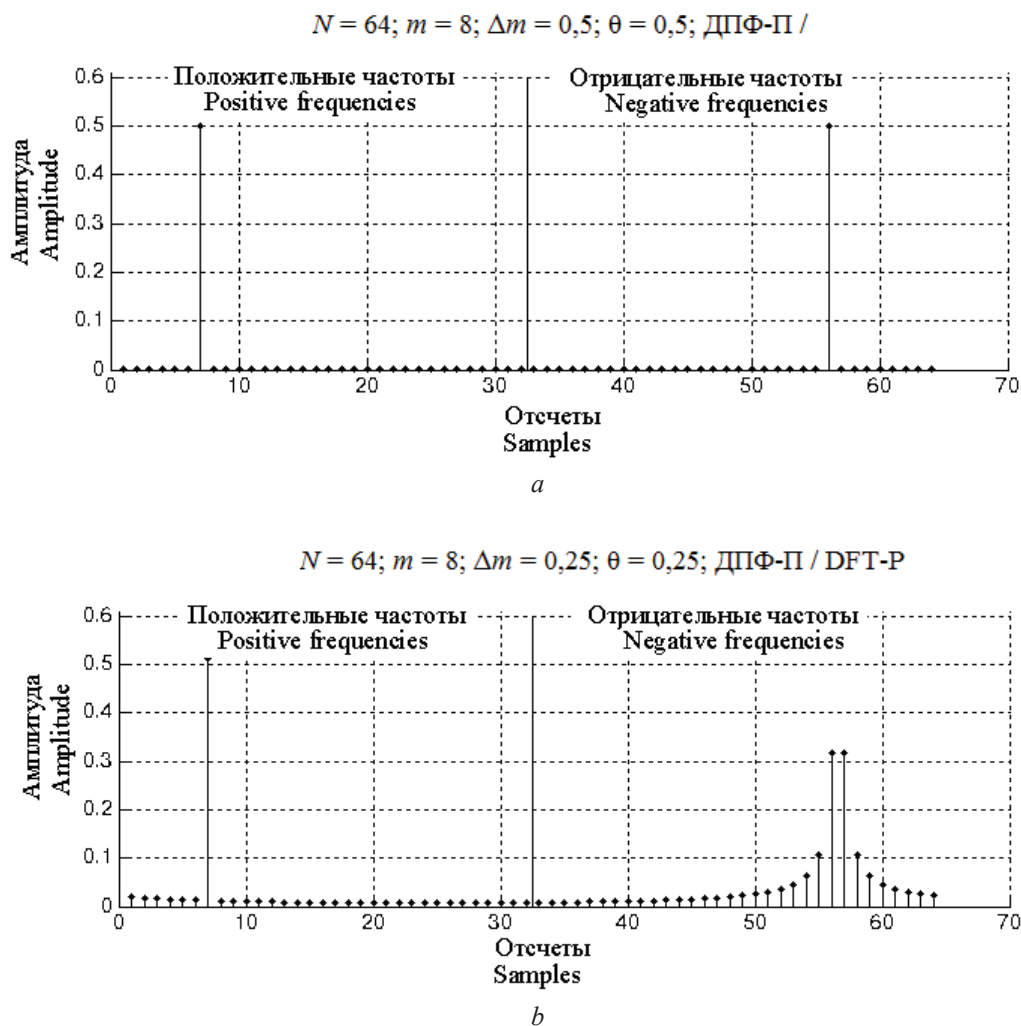 N = 64; m = 8; Δm = 0,5; θ = 0,5; ДПФ-П /
Положительные частоты
Positive frequencies
Отрицательные частоты
Negative frequencies
Амплитуда
Amplitude
0.6
0.5
0.4
0.3
0.2
0.1
0
0 10 20 30 40 50 60 70
Отсчеты
Samples
a
N = 64; m = 8; Δm = 0,25; θ = 0,25; ДПФ-П / DFT-P
Положительные частоты
Positive frequencies
Отрицательные частоты
Negative frequencies
Амплитуда
Amplitude
0.6
0.5
0.4
0.3
0.2
0.1
0
0 10 20 30 40 50 60 70
Отсчеты
Samples
b